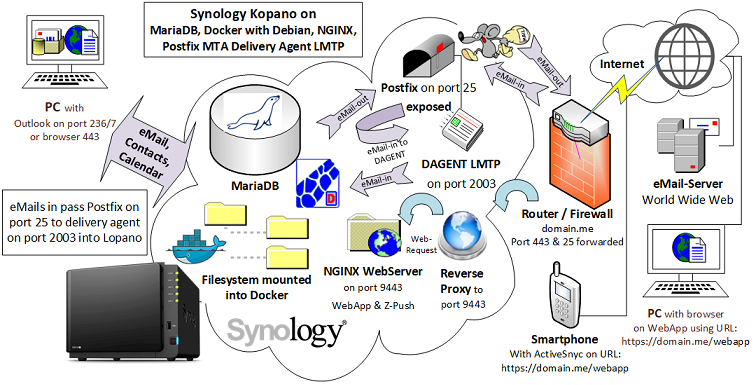 Synology Kopano on
MariaDB, Docker with Debian, NGINX,
Postfix MTA Delivery Agent LMTP
PC with
Outlook on port 236/7
or browser 443
eMail,
Contacts,
Calendar
eMails in pass Postfix on
port 25 to delivery agent
on port 2003 into Lopano
MariaDB
eMail-out
eMail-in to
DAGENT
eMail-in
D
Postfix on port 25
exposed
DAGENT LMTP
on port 2003
eMail-out
eMail-in
Internet
Router / Firewall
domain.me
Port 443 & 25 forwarded
eMail-Server
World Wide Web
Filesystem mounted
into Docker
NGINX WebServer
on port 9443
WebApp & Z-Push
Web-
Request
Reverse
Proxy to
port 9443
Synology®
Smartphone
With ActiveSnyc on URL:
https://domain.me/webapp
PC with browser
on WebApp using URL:
https://domain.me/webapp